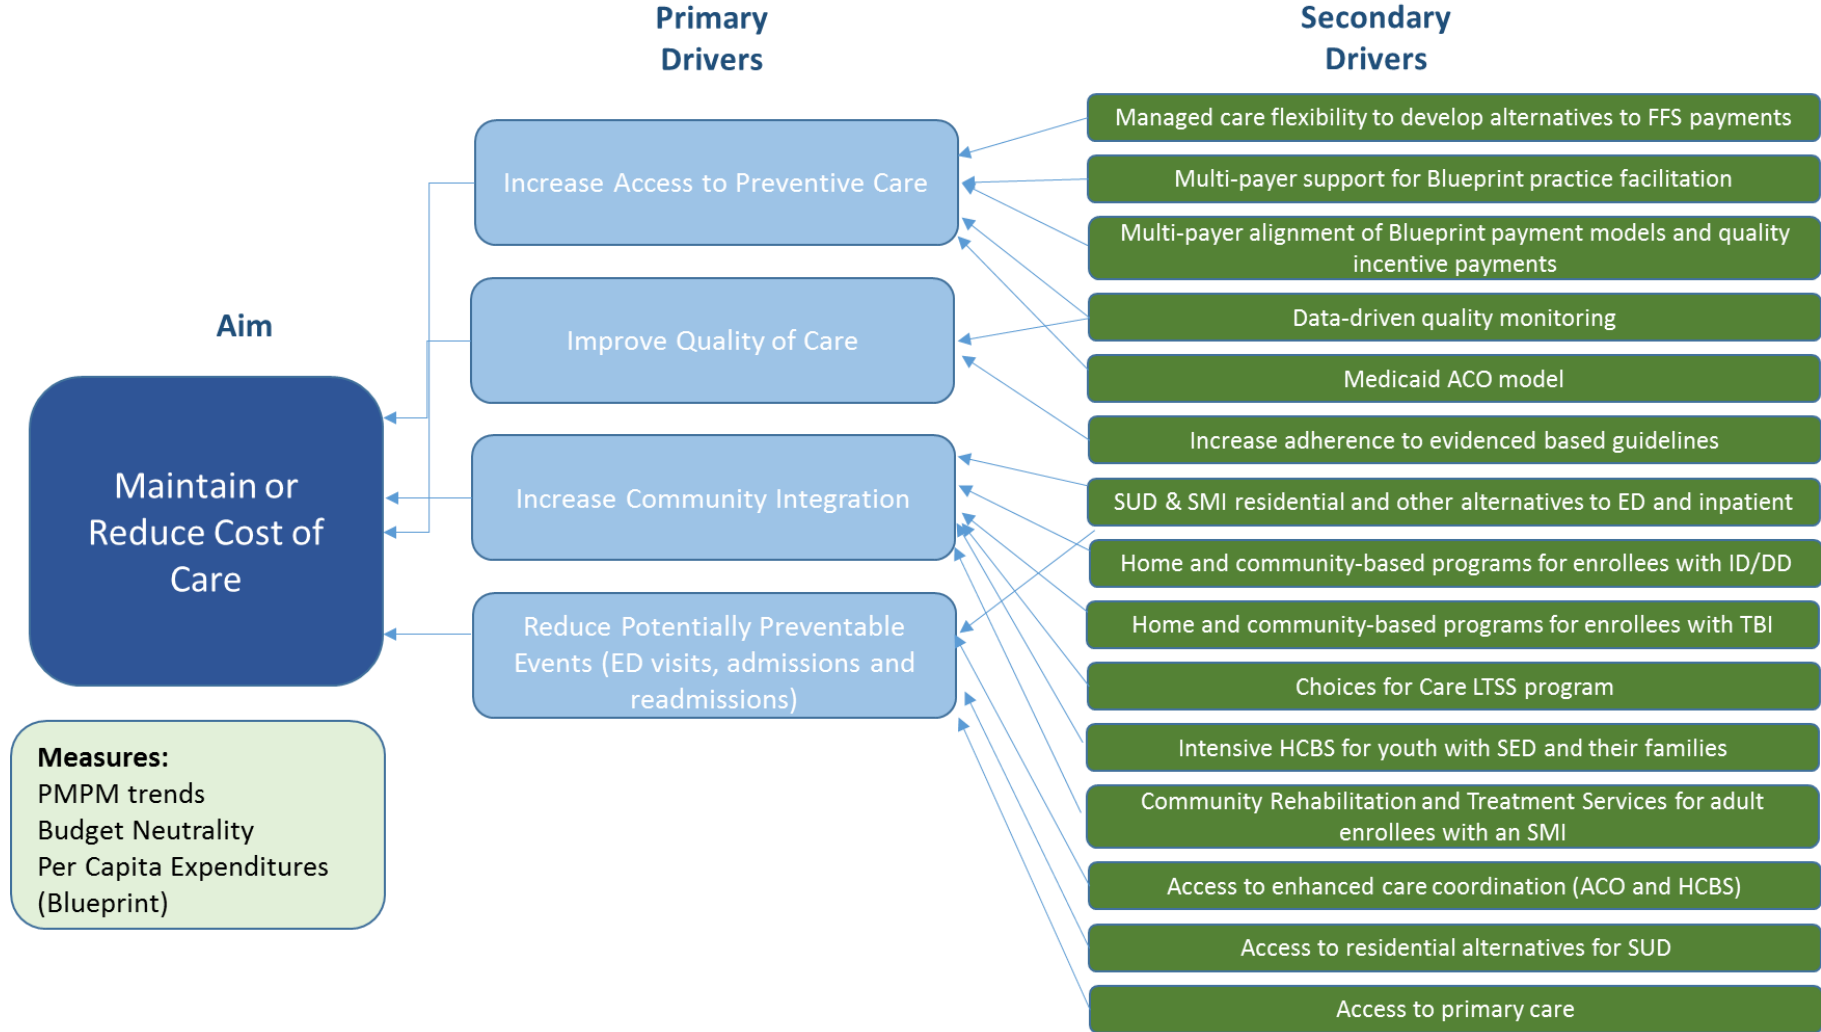 Primary
Drivers
Secondary
Drivers
Aim
Maintain or
Reduce Cost of
Care
Measures:
PMPM trends
Budget Neutrality
Per Capita Expenditures
(Blueprint)
Increase Access to Preventive Care
Improve Quality of Care
Increase Community Integration
Reduce Potentially Preventable
Events (ED visits, admissions and
readmissions)
Managed care flexibility to develop alternatives to FFS payments
Multi-payer support for Blueprint practice facilitation
Multi-payer alignment of Blueprint payment models and quality
incentive payments
Data-driven quality monitoring
Medicaid ACO model
Increase adherence to evidenced based guidelines
SUD & SMI residential and other alternatives to ED and inpatient
Home and community-based programs for enrollees with ID/DD
Home and community-based programs for enrollees with TBI
Choices for Care LTSS program
Intensive HCBS for youth with SED and their families
Community Rehabilitation and Treatment Services for adult
enrollees with an SMI
Access to enhanced care coordination (ACO and HCBS)
Access to residential alternatives for SUD
Access to primary care